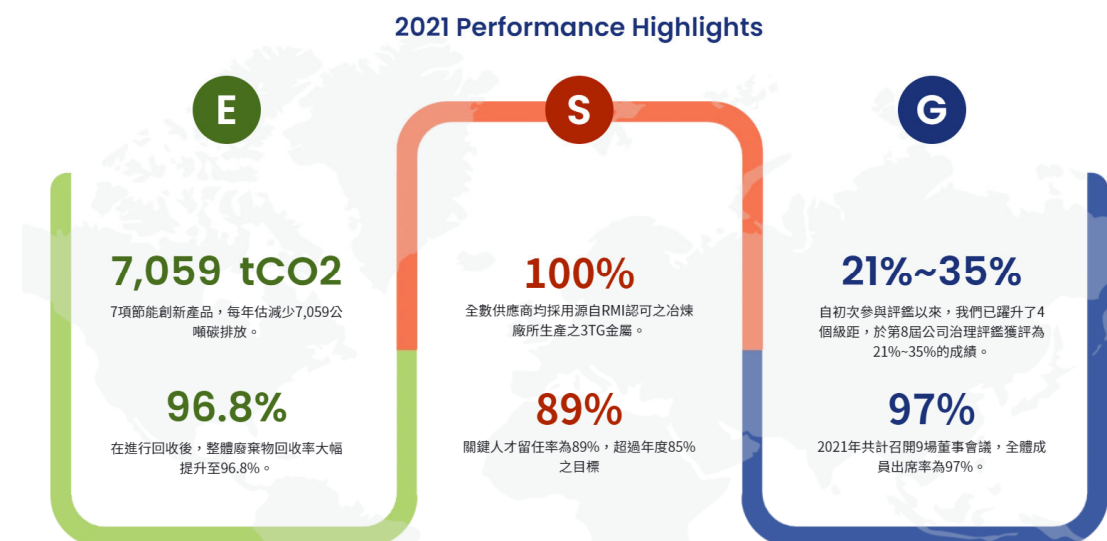 2021 Performance Highlights
E
7,059 tCO2
7項節能創新產品，每年估減少7,059公
噸碳排放。
96.8%
在進行回收後，整體廢棄物回收率大幅
提升至96.8%。
S
100%
全數供應商均採用源自RMI認可之冶煉
廠所生產之3TG金屬。
89%
關鍵人才留任率為89%，超過年度85%
之目標
G
21%~35%
自初次參與評鑑以來，我們已躍升了4
個級距，於第8屆公司治理評鑑獲評為
21%~35%的成績。
97%
2021年共計召開9場董事會議，全體成
員出席率為97%。